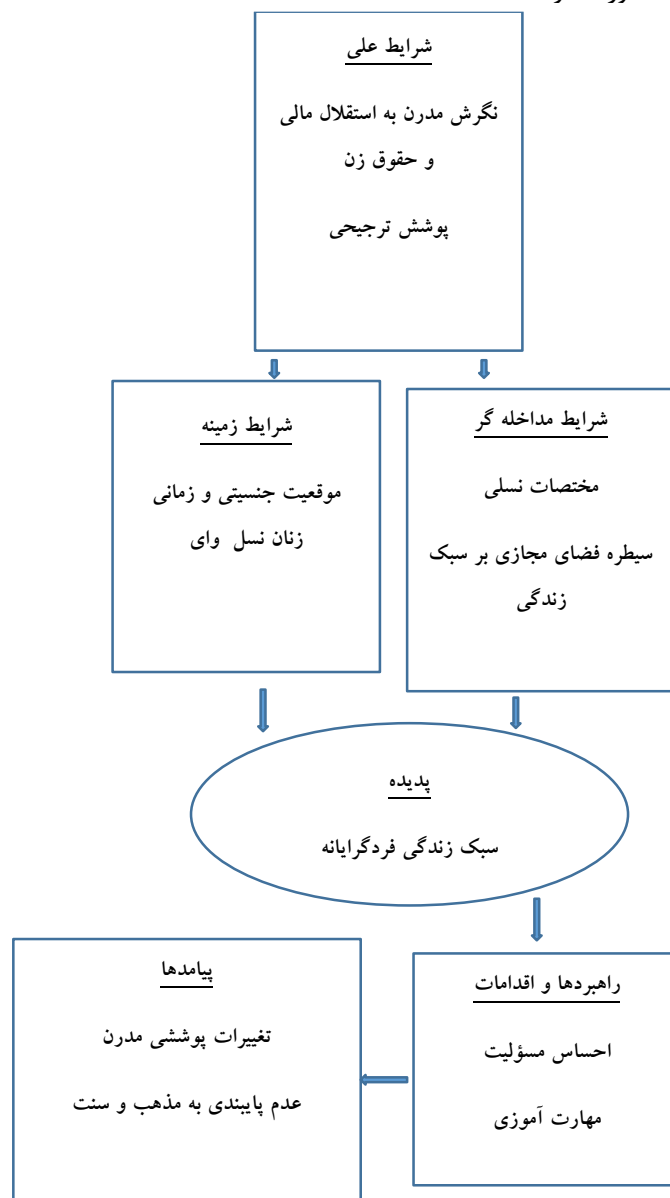 شرایط علی
نگرش مدرن به استقلال مالی
و حقوق زن
پوشش ترجیحی
شرایط مداخله گر
مختصات نسلی
سیطره فضای مجازی بر سبک
زندگی
شرایط زمینه
موقعیت جنسیتی و زمانی
زنان نسل وای
پدیده
سبک زندگی فردگرایانه
راهبردها و اقدامات
احساس مسؤلیت
مهارت آموزی
پیامدها
تغییرات پوششی مدرن
عدم پایبندی به مذهب و سنت